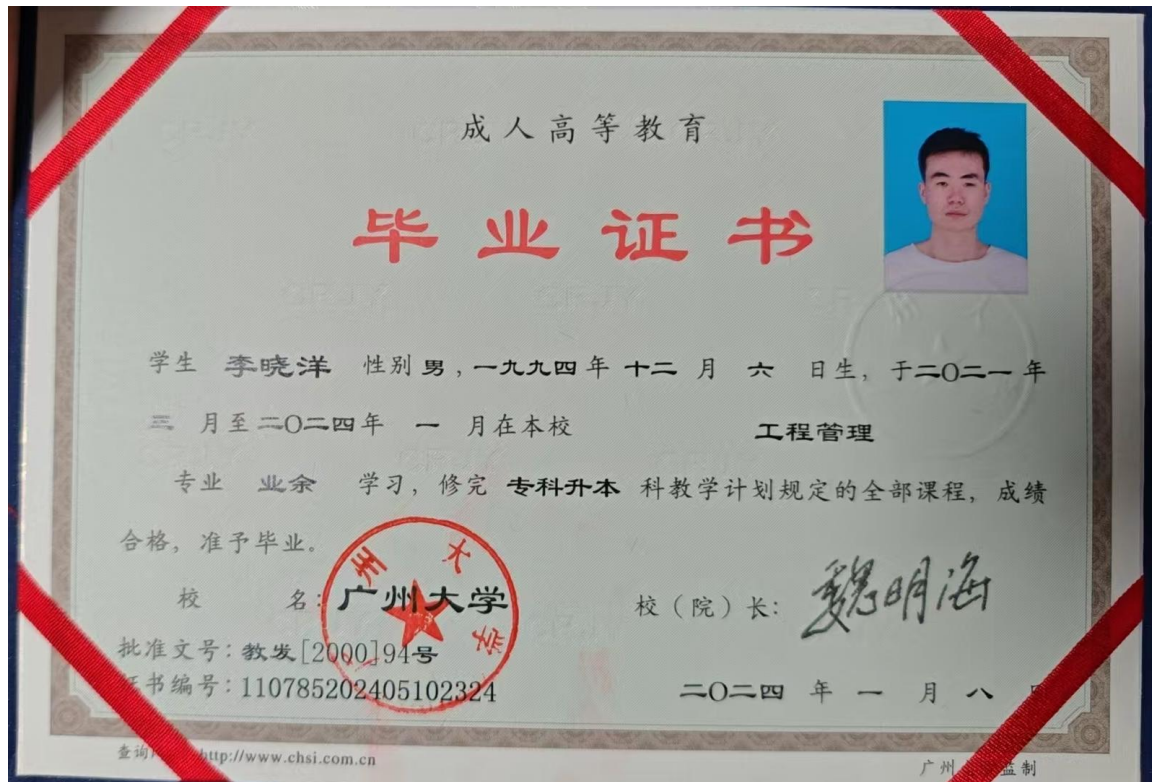 成人高等教育
毕业证书
学生 李晓洋 性别 男，一九九四年 十二 月 六 日生，于二〇二一年
三 月至二〇二四年 一 月在本校 工程管理
专业 业余 学习，修完 专科升本 科教学计划规定的全部课程，成绩
合格，准予毕业。
校 名：广州大学
校（院）长：魏明海
批准文号：教发[2000]94号
证书编号：110785202405102324
二〇二四 年 一 月 八
州大学
查询 http://www.chsi.com.cn
广州 监制